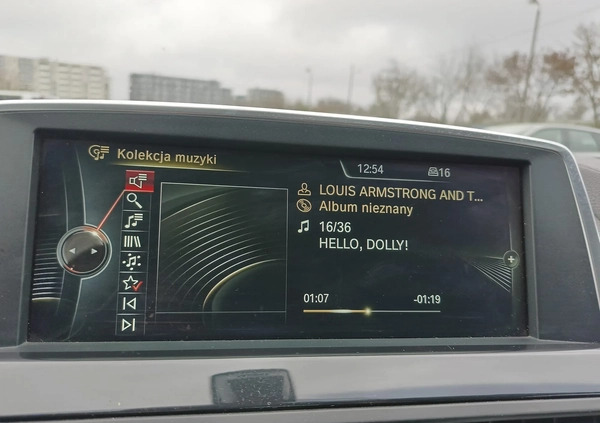 Kolekcja muzyki
12:54
16
LOUIS ARMSTRONG AND T...
Album nieznany
16/36
HELLO, DOLLY!
01:07
-01:19